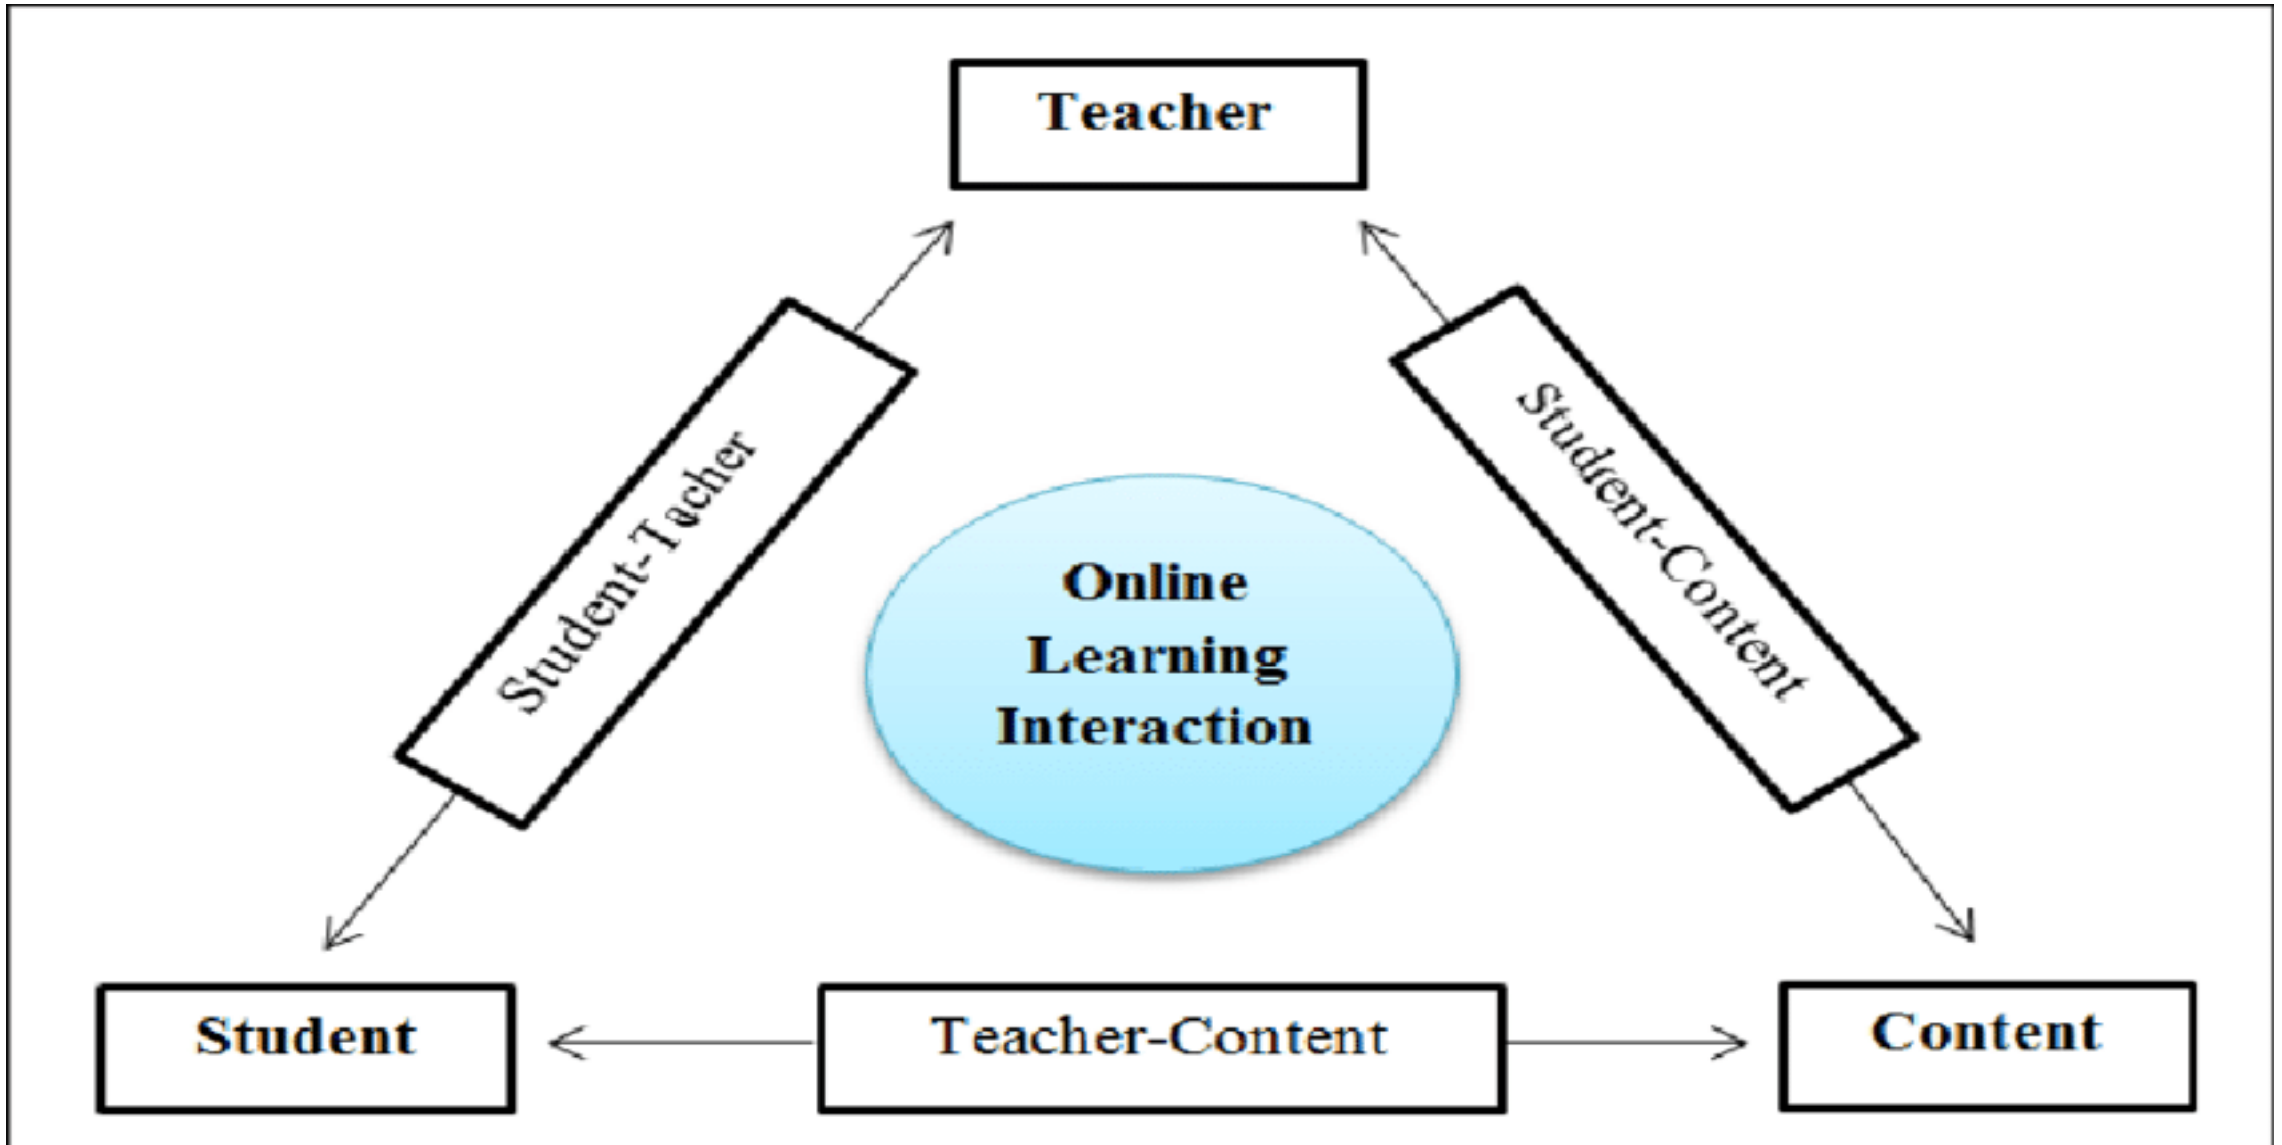 Teacher
Student-Tacher
Student-Content
Online
Learning
Interaction
Student
Teacher-Content
Content